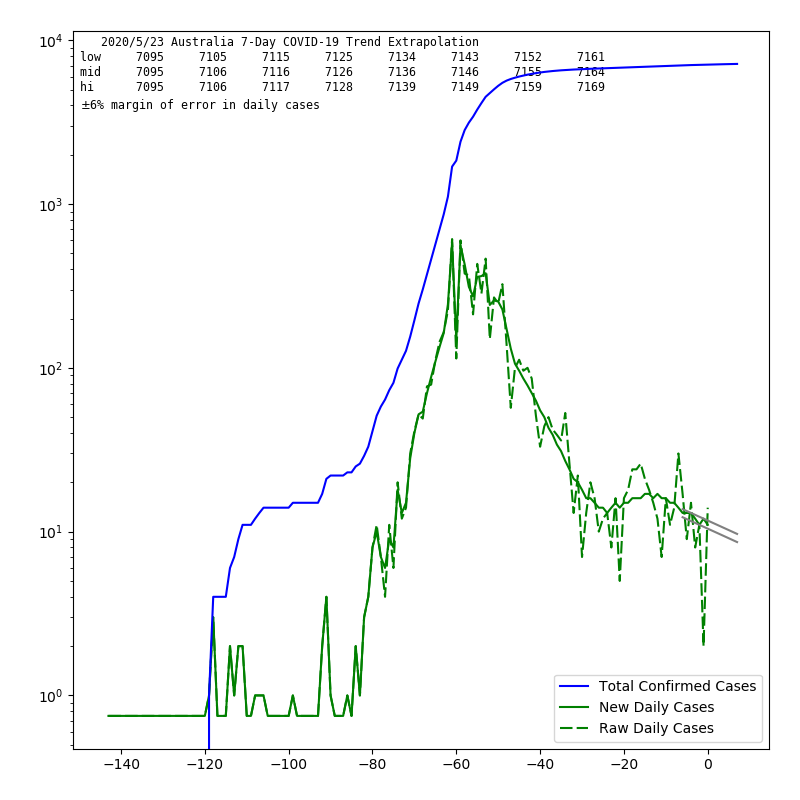 2020/5/23 Australia 7-Day COVID-19 Trend Extrapolation
low 7095 7105 7115 7125 7134 7143 7152 7161
mid 7095 7106 7116 7126 7136 7146 7155 7164
hi 7095 7106 7117 7128 7139 7149 7159 7169
±6% margin of error in daily cases
10⁴
10³
10²
10¹
10⁰
Total Confirmed Cases
New Daily Cases
Raw Daily Cases
−140 −120 −100 −80 −60 −40 −20 0